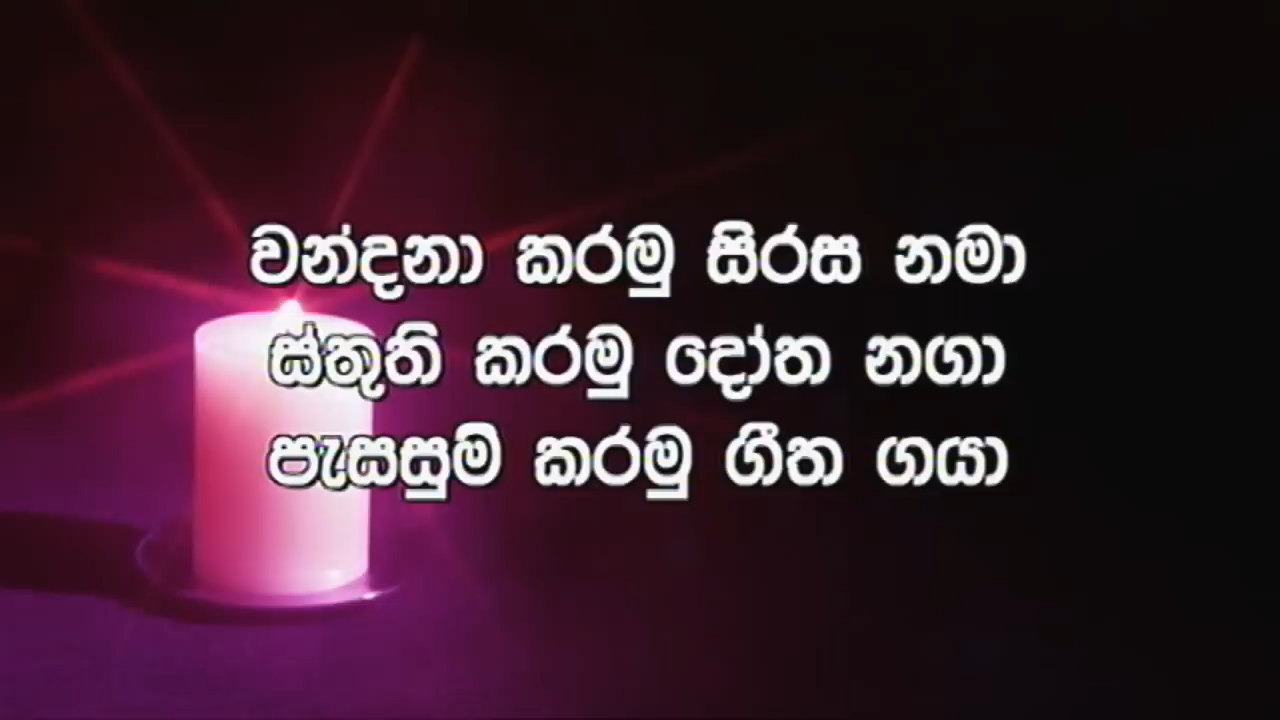 වන්දනා කරමු සිරස නමා
ස්තුති කරමු දෝත නගා
පැසසුම් කරමු ගීත ගයා